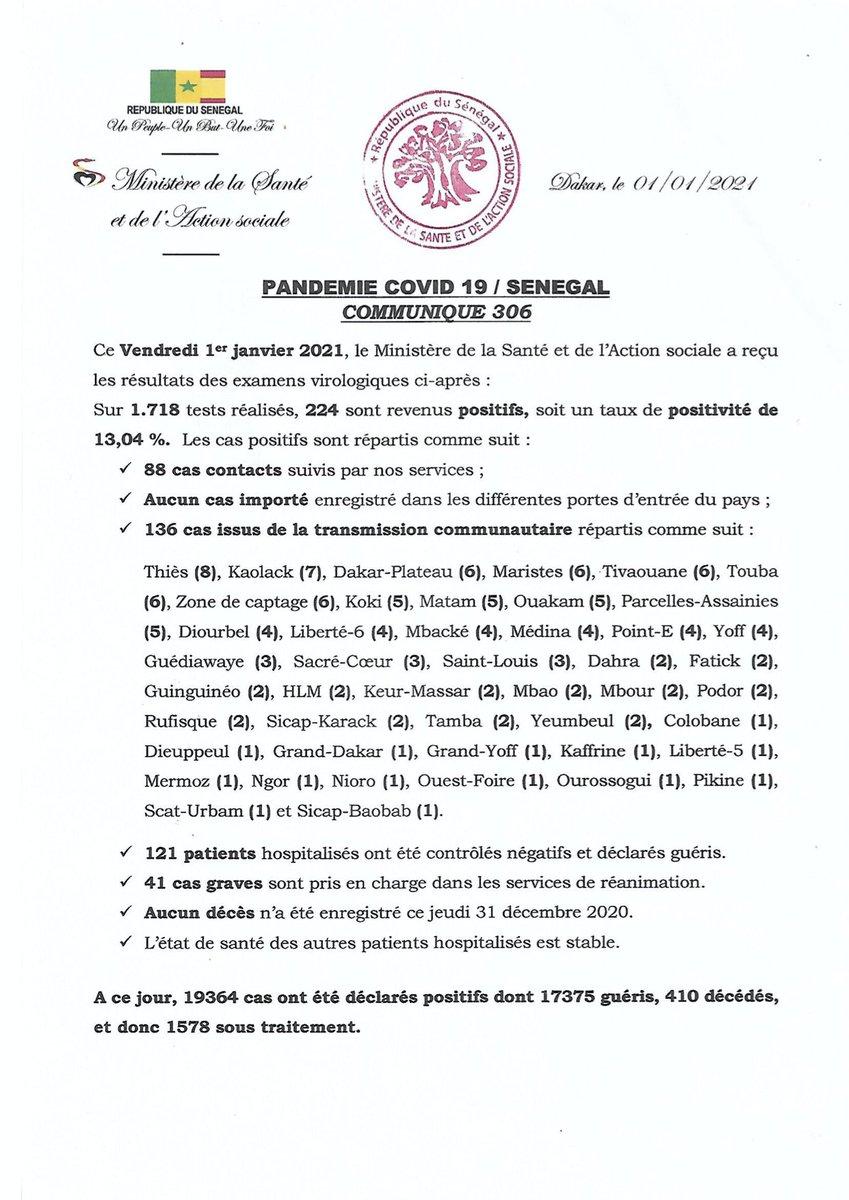 REPUBLIQUE DU SENEGAL
Un Peuple-Un But-Une Foi
Ministère de la Santé
et de l'Action sociale
★ République du Sénégal ★
MINISTERE DE LA SANTE ET DE L'ACTION SOCIALE
Dakar, le 01/01/2021
PANDEMIE COVID 19 / SENEGAL
COMMUNIQUE 306
Ce Vendredi 1er janvier 2021, le Ministère de la Santé et de l'Action sociale a reçu
les résultats des examens virologiques ci-après :
Sur 1.718 tests réalisés, 224 sont revenus positifs, soit un taux de positivité de
13,04 %. Les cas positifs sont répartis comme suit :
✓ 88 cas contacts suivis par nos services ;
✓ Aucun cas importé enregistré dans les différentes portes d'entrée du pays ;
✓ 136 cas issus de la transmission communautaire répartis comme suit :
Thiès (8), Kaolack (7), Dakar-Plateau (6), Maristes (6), Tivaouane (6), Touba
(6), Zone de captage (6), Koki (5), Matam (5), Ouakam (5), Parcelles-Assainies
(5), Diourbel (4), Liberté-6 (4), Mbacké (4), Médina (4), Point-E (4), Yoff (4),
Guédiawaye (3), Sacré-Cœur (3), Saint-Louis (3), Dahra (2), Fatick (2),
Guinguinéo (2), HLM (2), Keur-Massar (2), Mbao (2), Mbour (2), Podor (2),
Rufisque (2), Sicap-Karack (2), Tamba (2), Yeumbeul (2), Colobane (1),
Dieuppeul (1), Grand-Dakar (1), Grand-Yoff (1), Kaffrine (1), Liberté-5 (1),
Mermoz (1), Ngor (1), Nioro (1), Ouest-Foire (1), Ourossogui (1), Pikine (1),
Scat-Urbam (1) et Sicap-Baobab (1).
✓ 121 patients hospitalisés ont été contrôlés négatifs et déclarés guéris.
✓ 41 cas graves sont pris en charge dans les services de réanimation.
✓ Aucun décès n'a été enregistré ce jeudi 31 décembre 2020.
✓ L'état de santé des autres patients hospitalisés est stable.
A ce jour, 19364 cas ont été déclarés positifs dont 17375 guéris, 410 décédés,
et donc 1578 sous traitement.